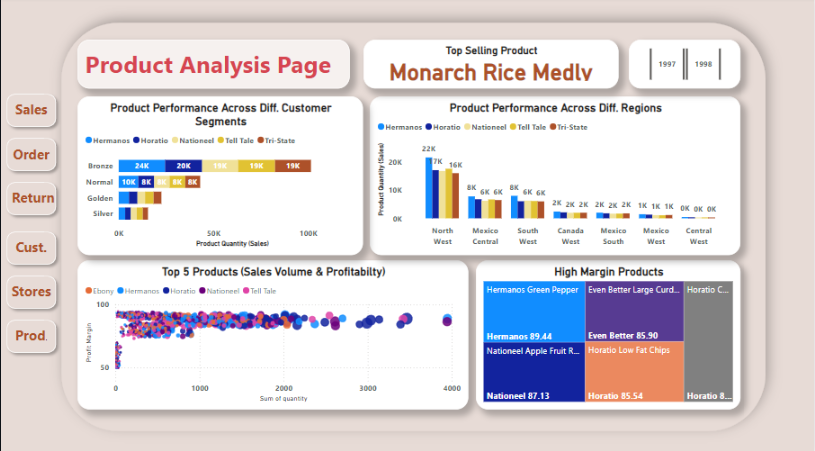 Product Analysis Page
Top Selling Product
Monarch Rice Medly
1997
1998
Sales
Order
Return
Cust.
Stores
Prod.
Product Performance Across Diff. Customer
Segments
Hermanos Horatio Nationeel Tell Tale Tri-State
Bronze 24K 20K 19K 19K 19K
Normal 10K 8K 8K 8K 8K
Golden
Silver
0K 50K 100K
Product Quantity (Sales)
Product Performance Across Diff. Regions
Hermanos Horatio Nationeel Tell Tale Tri-State
Product Quantity (Sales)
20K
10K
0K
22K 17K 16K
8K 6K 6K
8K 6K 6K
2K 2K 2K
2K 2K 2K
1K 1K 1K
0K 0K 0K
North West
Mexico Central
South West
Canada West
Mexico South
Mexico West
Central West
Top 5 Products (Sales Volume & Profitabilty)
Ebony Hermanos Horatio Nationeel Tell Tale
Profit Margin
100
50
0 1000 2000 3000 4000
Sum of quantity
High Margin Products
Hermanos Green Pepper
Hermanos 89.44
Nationeel Apple Fruit R...
Nationeel 87.13
Even Better Large Curd...
Even Better 85.90
Horatio Low Fat Chips
Horatio 85.54
Horatio C...
Horatio 8...